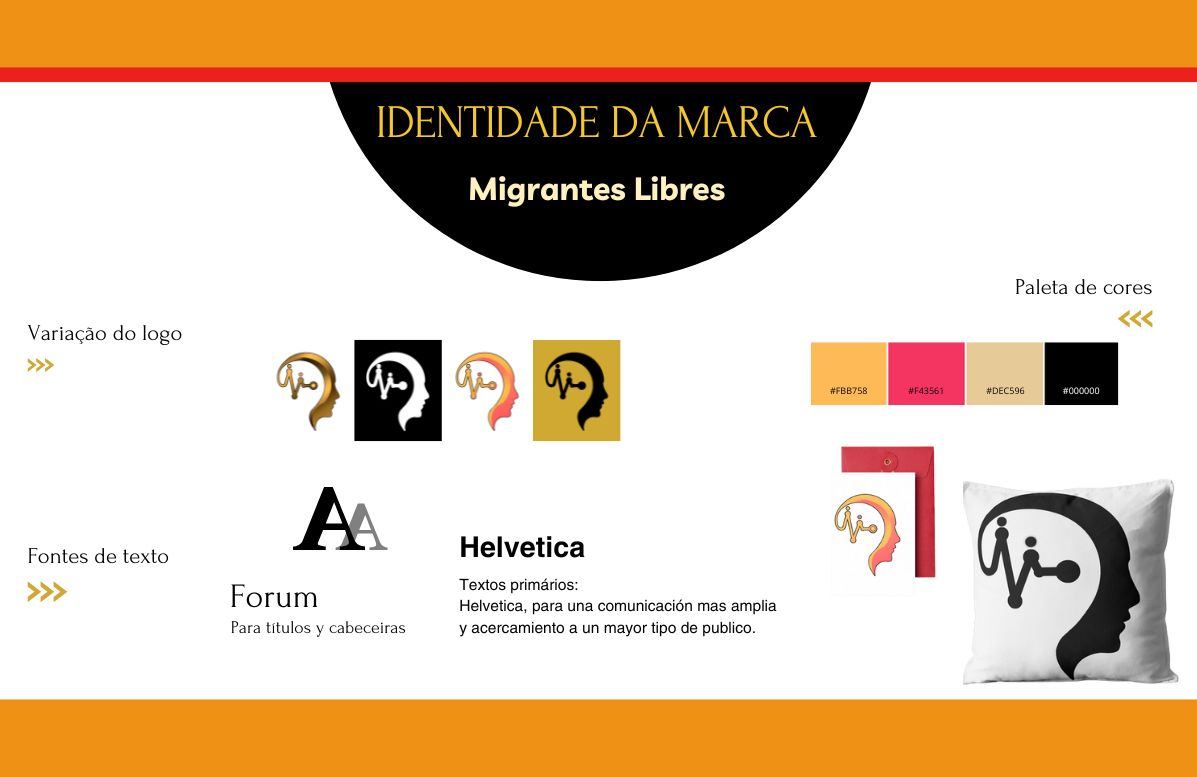 IDENTIDADE DA MARCA
Migrantes Libres
Paleta de cores
Variação do logo
#FBB758
#F43561
#DEC596
#000000
AA
Fontes de texto
Forum
Para títulos y cabeceiras
Helvetica
Textos primários:
Helvetica, para una comunicación mas amplia
y acercamiento a un mayor tipo de publico.